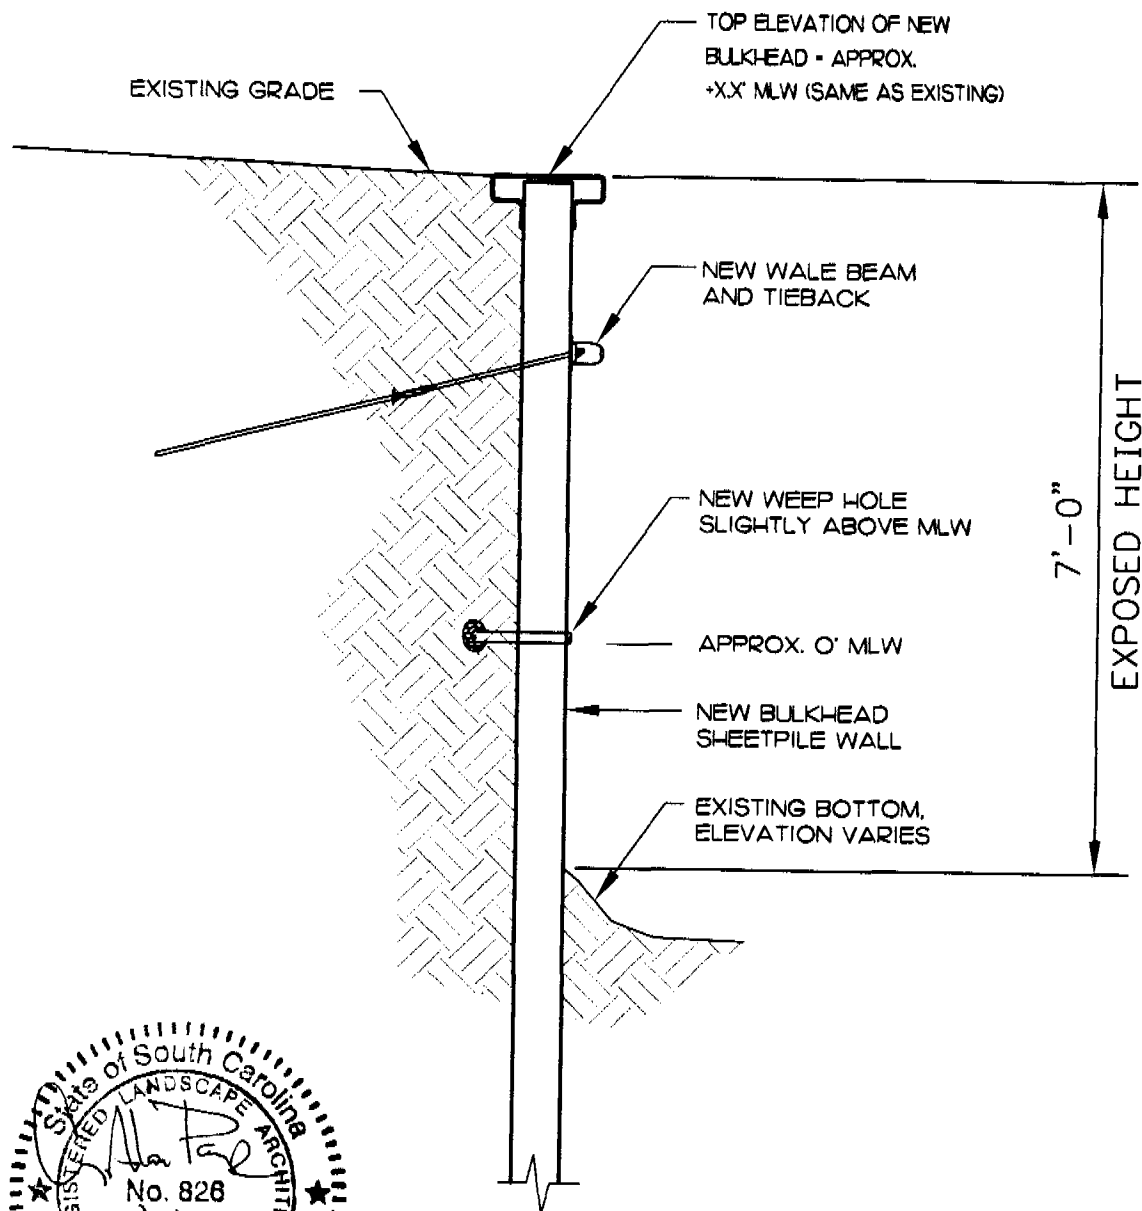 TOP ELEVATION OF NEW
BULKHEAD - APPROX.
+X.X' MLW (SAME AS EXISTING)
EXISTING GRADE
NEW WALE BEAM
AND TIEBACK
NEW WEEP HOLE
SLIGHTLY ABOVE MLW
7'-0"
EXPOSED HEIGHT
APPROX. 0' MLW
NEW BULKHEAD
SHEETPILE WALL
EXISTING BOTTOM,
ELEVATION VARIES
State of South Carolina
LANDSCAPE
No. 826